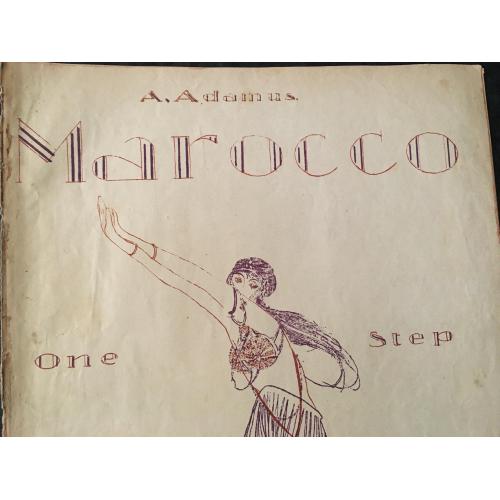 A. Adamus.
Marocco
One Step